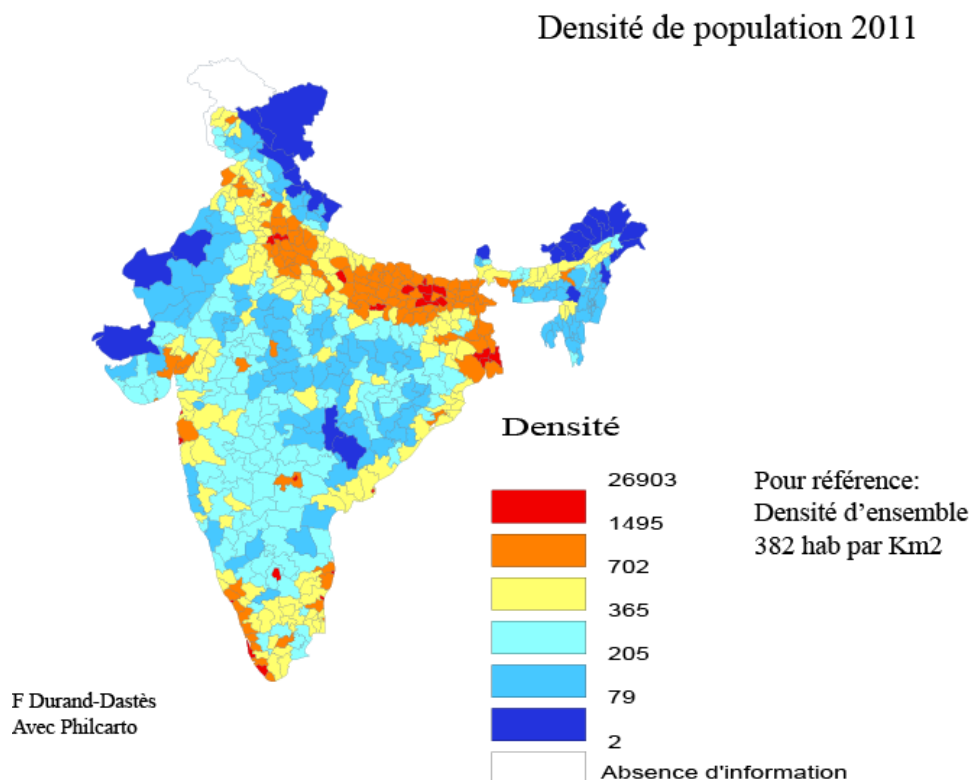 Densité de population 2011
Densité
26903
1495
702
365
205
79
2
Absence d'information
Pour référence:
Densité d'ensemble
382 hab par Km2
F Durand-Dastès
Avec Philcarto